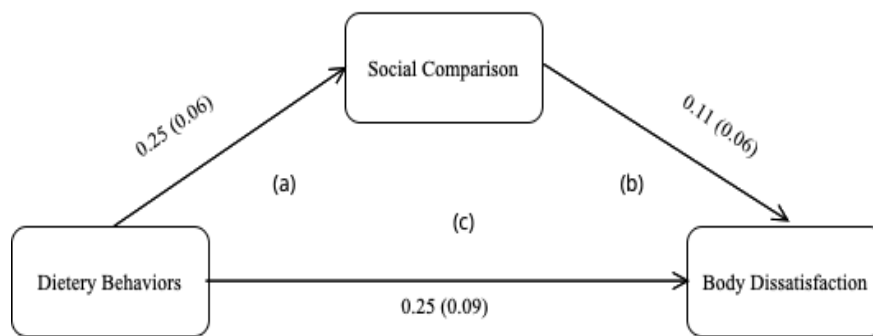 Social Comparison
0.25 (0.06)
0.11 (0.06)
(a)
(b)
(c)
Dietery Behaviors
Body Dissatisfaction
0.25 (0.09)